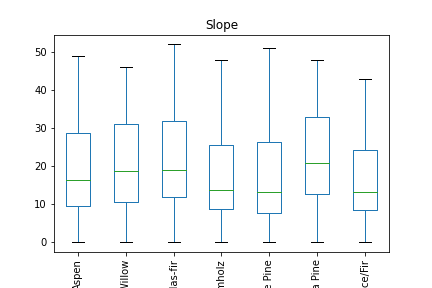 Slope
50
40
30
20
10
0
Aspen
Willow
las-fir
nholz
e Pine
a Pine
ce/Fir